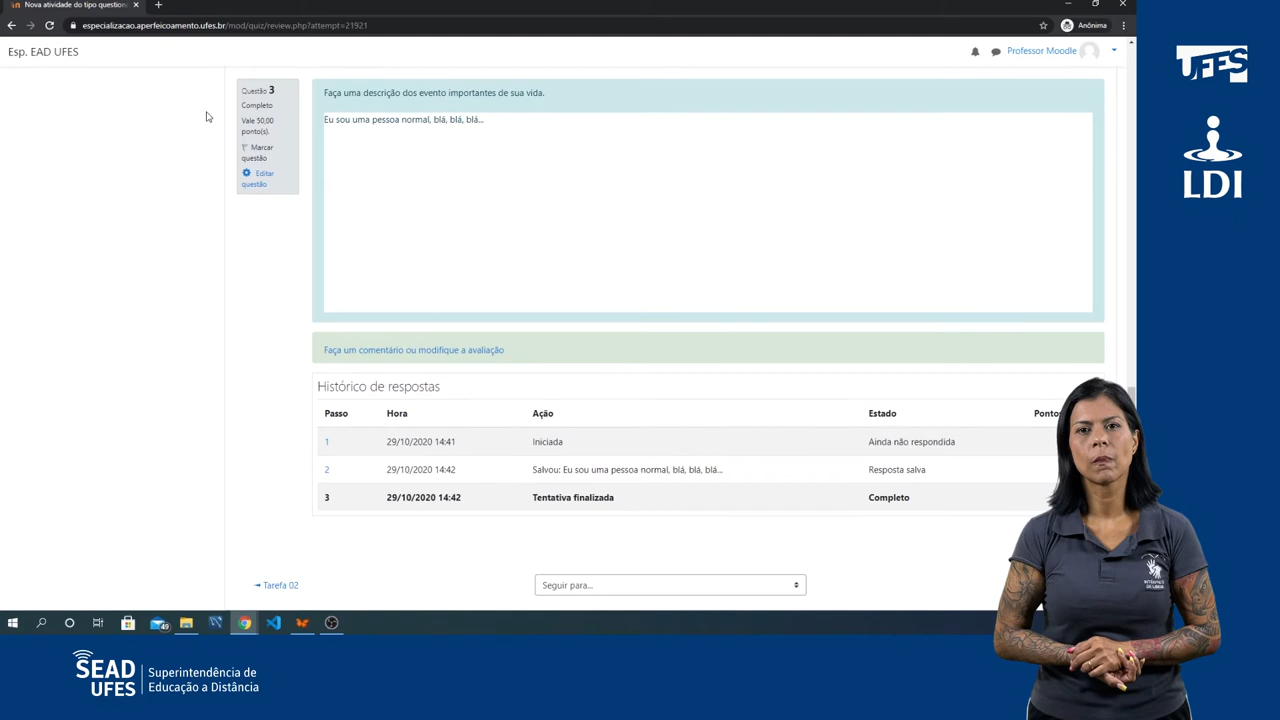 Nova atividade do tipo question
especializacao.aperfeicoamento.ufes.br/mod/quiz/review.php?attempt=21921
Anônima
Esp. EAD UFES
Professor Moodle
Questão 3
Completo
Vale 50,00
ponto(s).
Marcar
questão
Editar
questão
Faça uma descrição dos evento importantes de sua vida.
Eu sou uma pessoa normal, blá, blá, blá...
Faça um comentário ou modifique a avaliação
Histórico de respostas
Passo Hora Ação Estado Pontos
1 29/10/2020 14:41 Iniciada Ainda não respondida
2 29/10/2020 14:42 Salvou: Eu sou uma pessoa normal, blá, blá, blá... Resposta salva
3 29/10/2020 14:42 Tentativa finalizada Completo
◄ Tarefa 02
Seguir para...
49
UFES
LDI
SEAD
UFES
Superintendência de
Educação a Distância